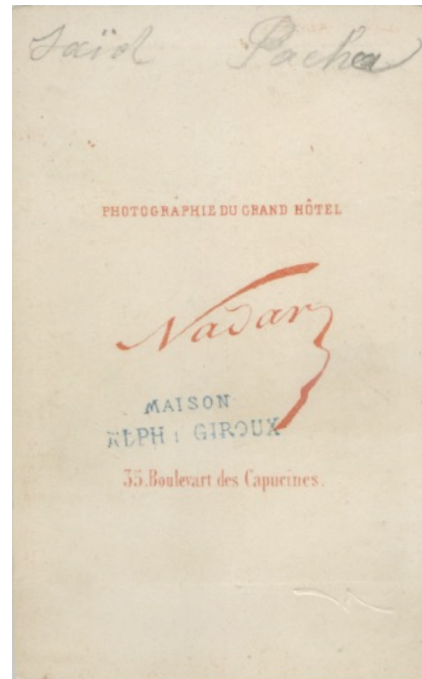 Saïd Pacha
PHOTOGRAPHIE DU GRAND HÔTEL
Nadar
MAISON
ALPH: GIROUX
35. Boulevart des Capucines.